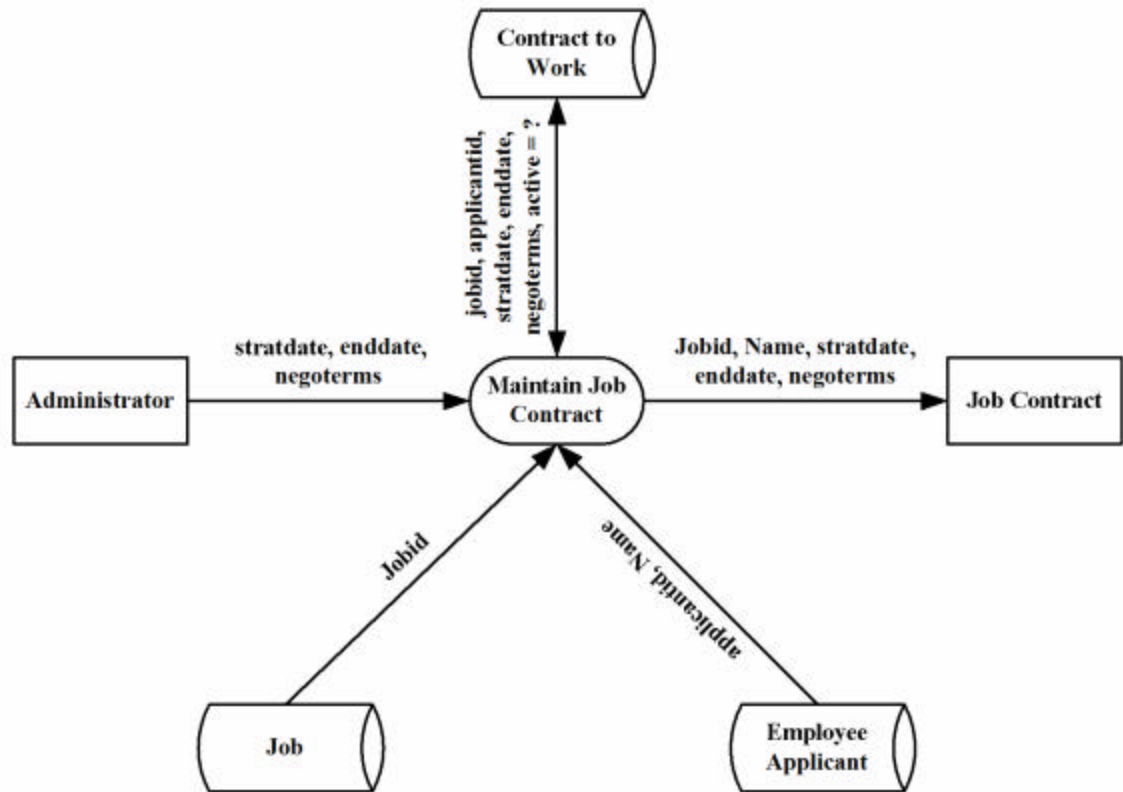 Contract to
Work
jobid, applicantid,
stratdate, enddate,
negoterms, active = ?
stratdate, enddate,
negoterms
Jobid, Name, stratdate,
enddate, negoterms
Administrator
Maintain Job
Contract
Job Contract
Jobid
applicantid, Name
Job
Employee
Applicant